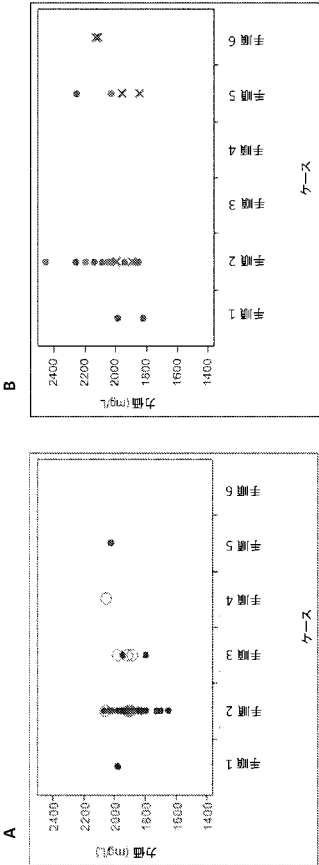 A
力価 (mg/L)
2400
2200
2000
1800
1600
手順 1
手順 2
手順 3
手順 4
手順 5
手順 6
ケース
B
力価 (mg/L)
2400
2200
2000
1800
1600
1400
手順 1
手順 2
手順 3
手順 4
手順 5
手順 6
ケース